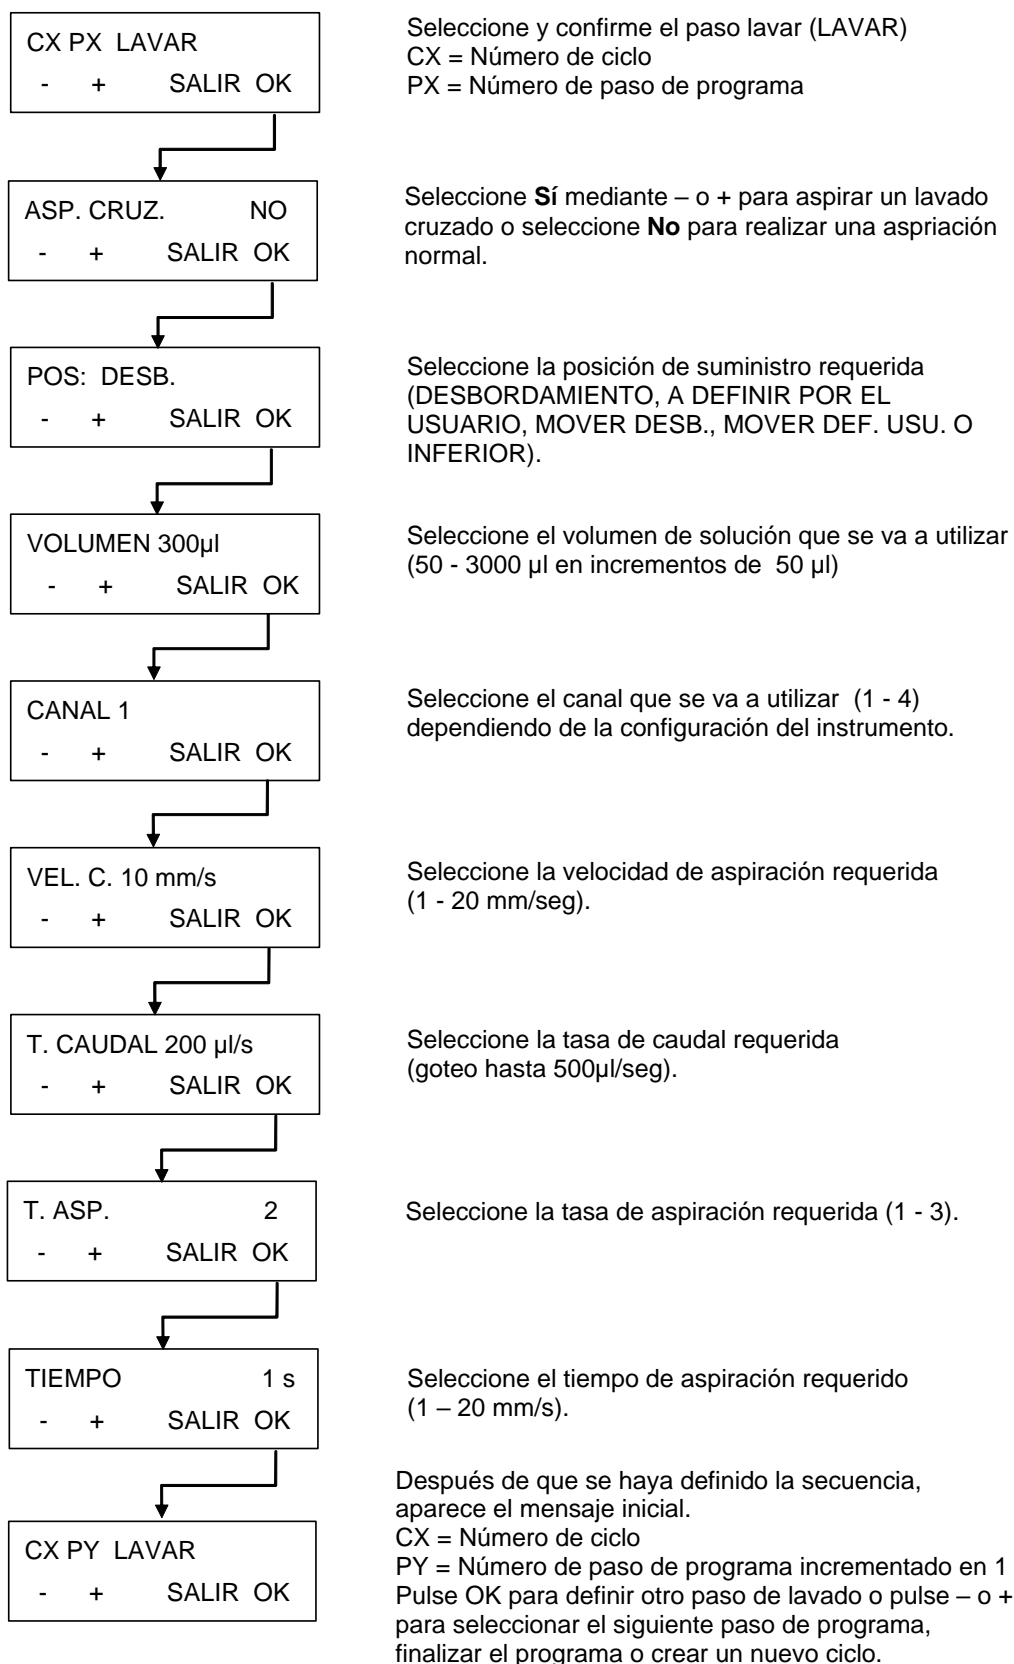 CX PX LAVAR
- + SALIR OK
Seleccione y confirme el paso lavar (LAVAR)
CX = Número de ciclo
PX = Número de paso de programa
ASP. CRUZ. NO
- + SALIR OK
Seleccione Sí mediante – o + para aspirar un lavado
cruzado o seleccione No para realizar una aspriación
normal.
POS: DESB.
- + SALIR OK
Seleccione la posición de suministro requerida
(DESBORDAMIENTO, A DEFINIR POR EL
USUARIO, MOVER DESB., MOVER DEF. USU. O
INFERIOR).
VOLUMEN 300µl
- + SALIR OK
Seleccione el volumen de solución que se va a utilizar
(50 - 3000 µl en incrementos de 50 µl)
CANAL 1
- + SALIR OK
Seleccione el canal que se va a utilizar (1 - 4)
dependiendo de la configuración del instrumento.
VEL. C. 10 mm/s
- + SALIR OK
Seleccione la velocidad de aspiración requerida
(1 - 20 mm/seg).
T. CAUDAL 200 µl/s
- + SALIR OK
Seleccione la tasa de caudal requerida
(goteo hasta 500µl/seg).
T. ASP. 2
- + SALIR OK
Seleccione la tasa de aspiración requerida (1 - 3).
TIEMPO 1 s
- + SALIR OK
Seleccione el tiempo de aspiración requerido
(1 – 20 mm/s).
CX PY LAVAR
- + SALIR OK
Después de que se haya definido la secuencia,
aparece el mensaje inicial.
CX = Número de ciclo
PY = Número de paso de programa incrementado en 1
Pulse OK para definir otro paso de lavado o pulse – o +
para seleccionar el siguiente paso de programa,
finalizar el programa o crear un nuevo ciclo.